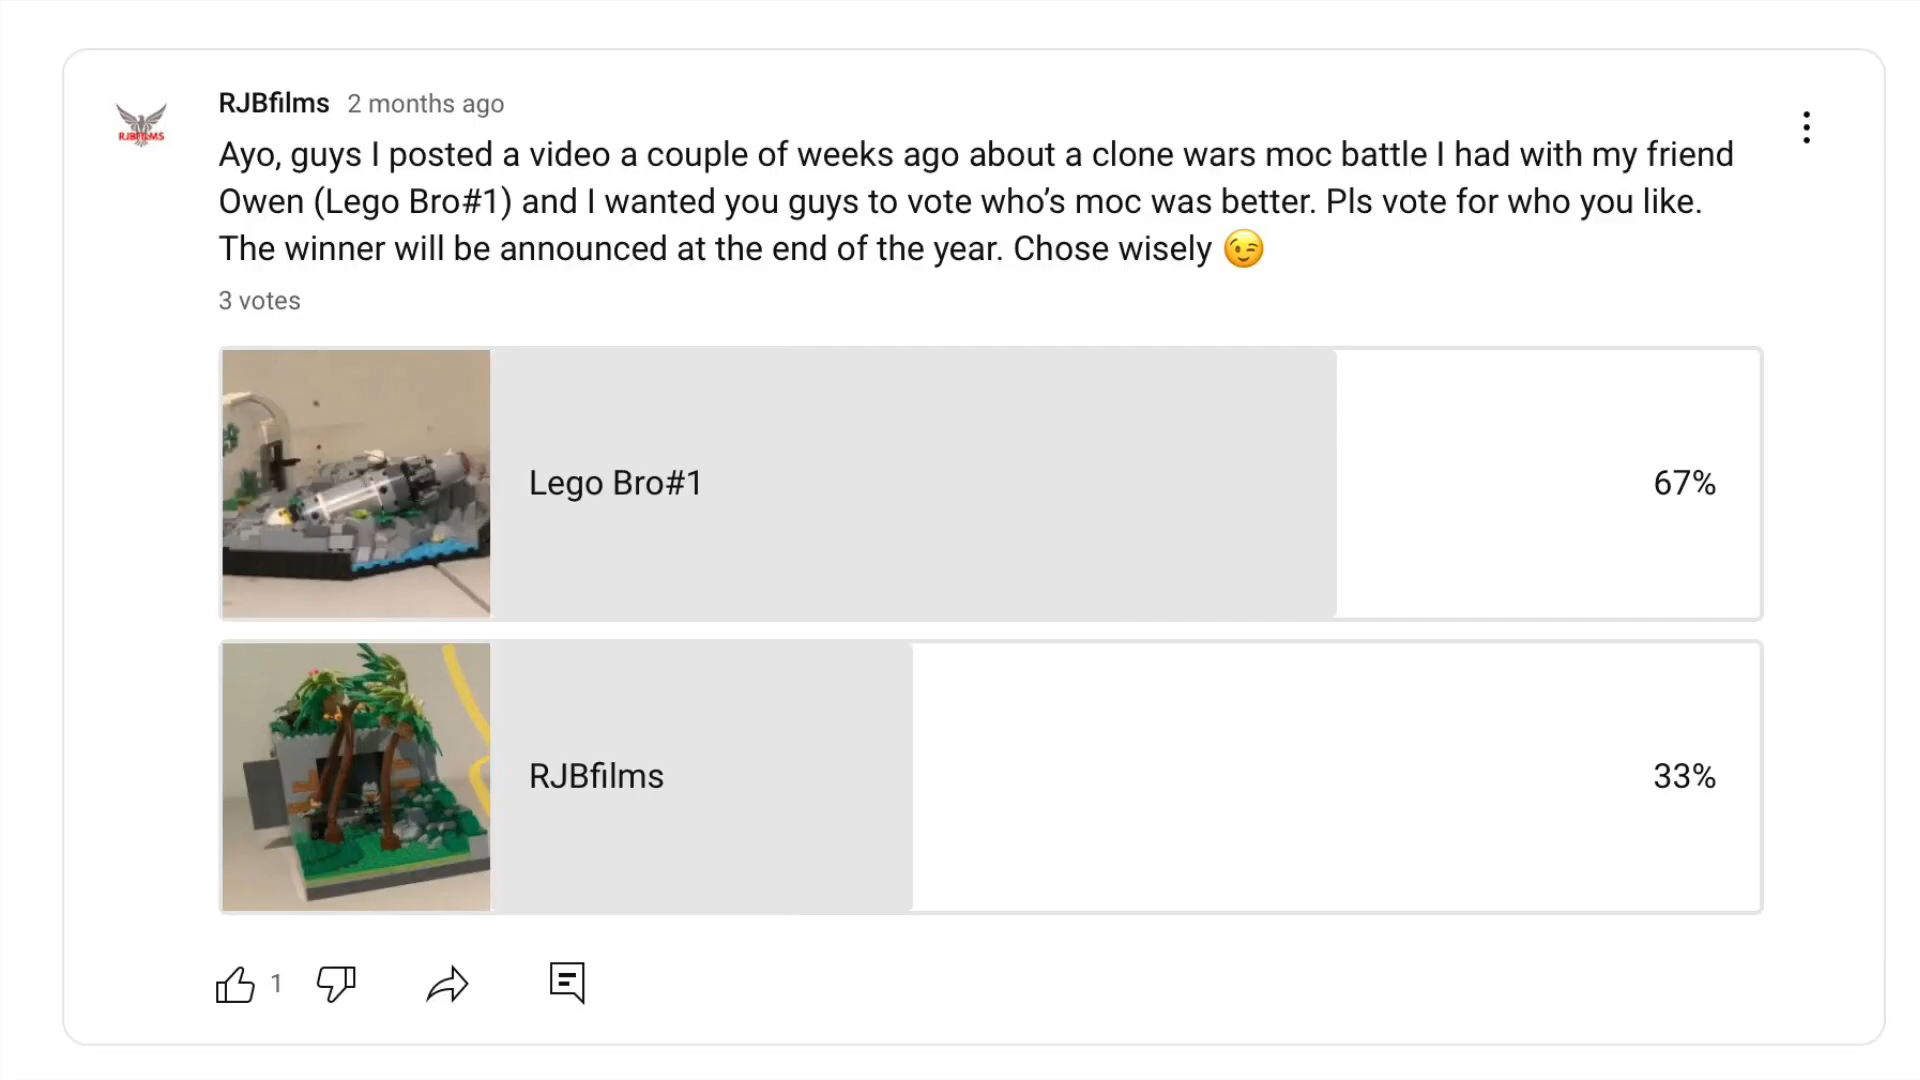 RJBfilms 2 months ago
RJBFILMS
Ayo, guys I posted a video a couple of weeks ago about a clone wars moc battle I had with my friend
Owen (Lego Bro#1) and I wanted you guys to vote who’s moc was better. Pls vote for who you like.
The winner will be announced at the end of the year. Chose wisely 😉
3 votes
Lego Bro#1 67%
RJBfilms 33%
1